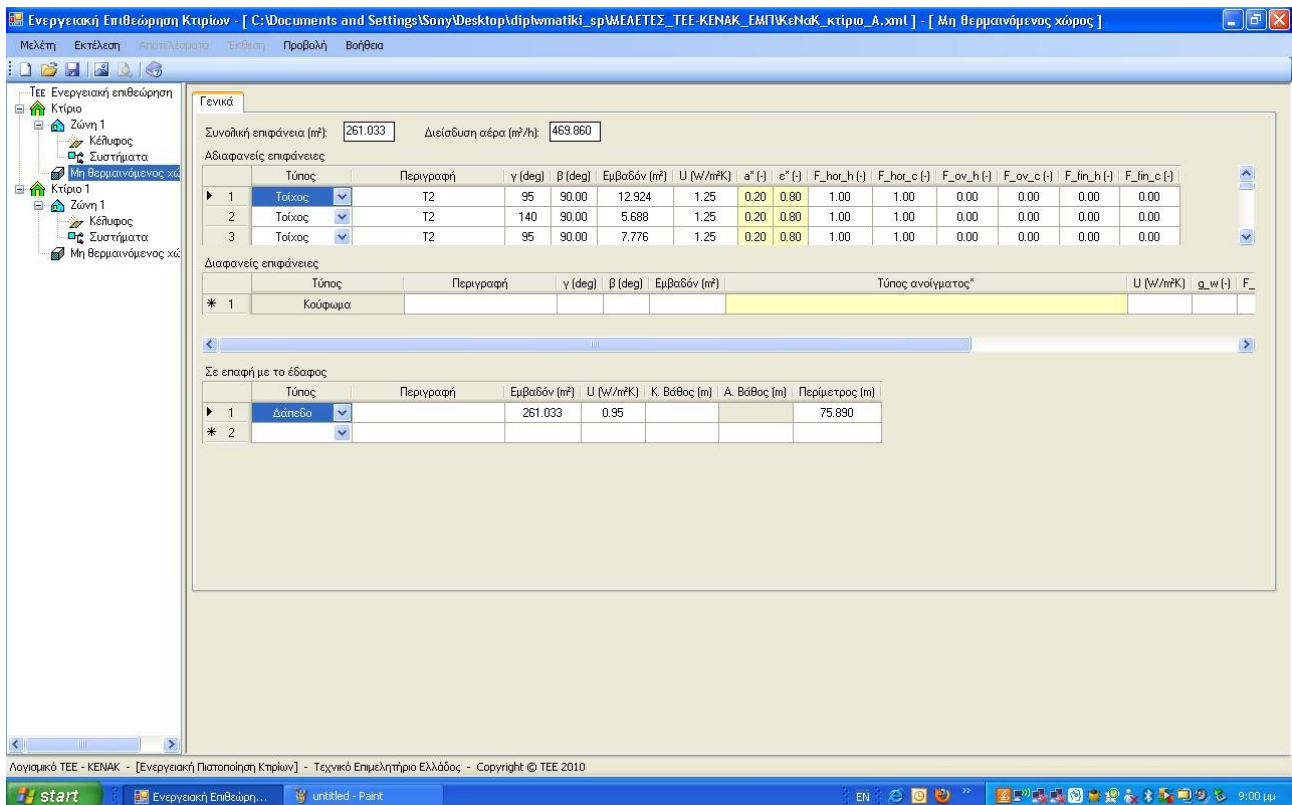 Ενεργειακή Επιθεώρηση Κτιρίων - [ C:\Documents and Settings\Sony\Desktop\diplwmatiki_sp\ΜΕΛΕΤΕΣ_ΤΕΕ-ΚΕΝΑΚ_ΕΜΠ\ΚεΝαΚ_κτίριο_Α.xml ] - [ Μη θερμαινόμενος χώρος ]
Μελέτη Εκτέλεση Αποτελέσματα Έκθεση Προβολή Βοήθεια
ΤΕΕ Ενεργειακή επιθεώρηση
Κτίριο
Ζώνη 1
Κέλυφος
Συστήματα
Μη θερμαινόμενος χώ
Κτίριο 1
Ζώνη 1
Κέλυφος
Συστήματα
Μη θερμαινόμενος χώ
Γενικά
Συνολική επιφάνεια (m²): 261.033 Διείσδυση αέρα (m³/h): 469.860
Αδιαφανείς επιφάνειες
Τύπος Περιγραφή γ (deg) β (deg) Εμβαδόν (m²) U (W/m²K) α* (-) ε* (-) F_hor_h (-) F_hor_c (-) F_ov_h (-) F_ov_c (-) F_fin_h (-) F_fin_c (-)
1 Τοίχος Τ2 95 90.00 12.924 1.25 0.20 0.80 1.00 1.00 0.00 0.00 0.00 0.00
2 Τοίχος Τ2 140 90.00 5.688 1.25 0.20 0.80 1.00 1.00 0.00 0.00 0.00 0.00
3 Τοίχος Τ2 95 90.00 7.776 1.25 0.20 0.80 1.00 1.00 0.00 0.00 0.00 0.00
Διαφανείς επιφάνειες
Τύπος Περιγραφή γ (deg) β (deg) Εμβαδόν (m²) Τύπος ανοίγματος* U (W/m²K) g_w (-) F_
* 1 Κούφωμα
Σε επαφή με το έδαφος
Τύπος Περιγραφή Εμβαδόν (m²) U (W/m²K) Κ. Βάθος (m) Α. Βάθος (m) Περίμετρος (m)
1 Δάπεδο 261.033 0.95 75.890
* 2
Λογισμικό ΤΕΕ - ΚΕΝΑΚ - [Ενεργειακή Πιστοποίηση Κτιρίων] - Τεχνικό Επιμελητήριο Ελλάδος - Copyright © ΤΕΕ 2010
start Ενεργειακή Επιθεώρη... untitled - Paint EN 9:00 μμ